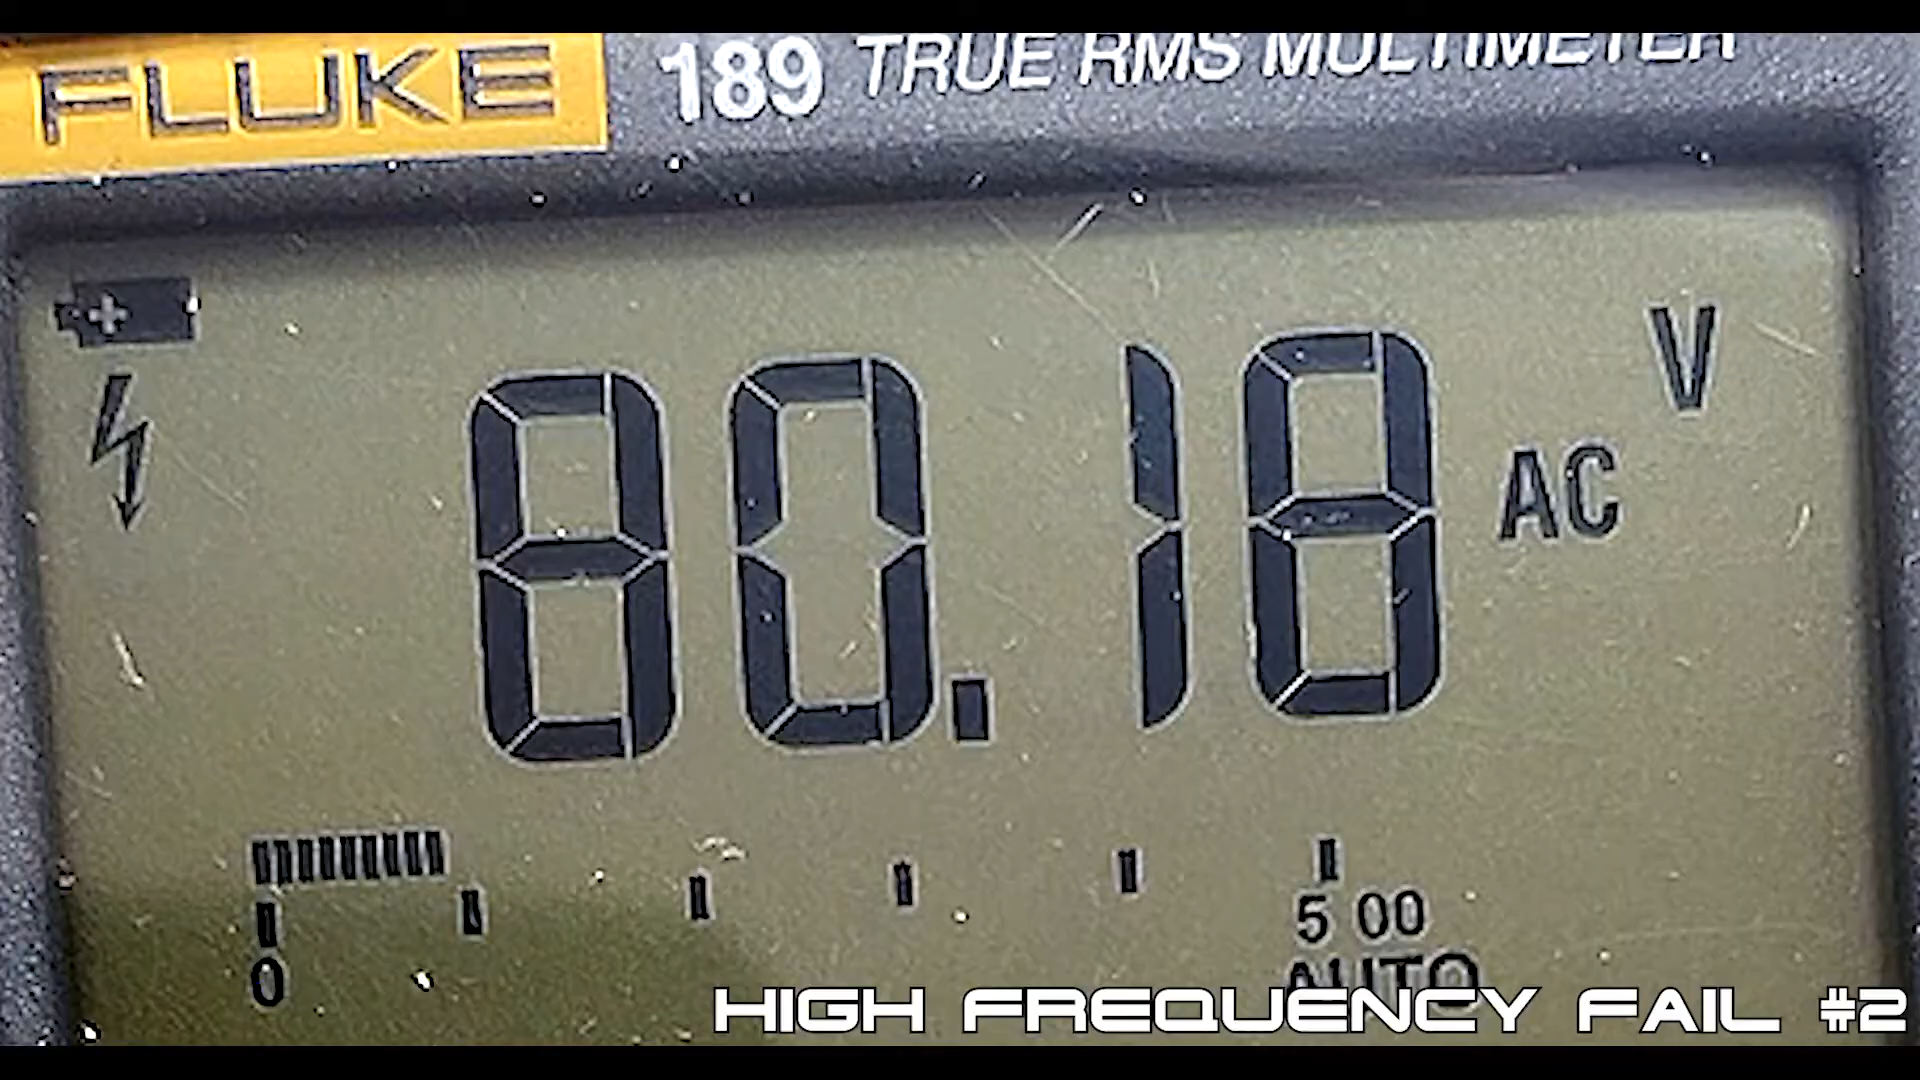 FLUKE 189 TRUE RMS MULTIMETER
V
80.18 AC
5 00
0 AUTO
HIGH FREQUENCY FAIL #2